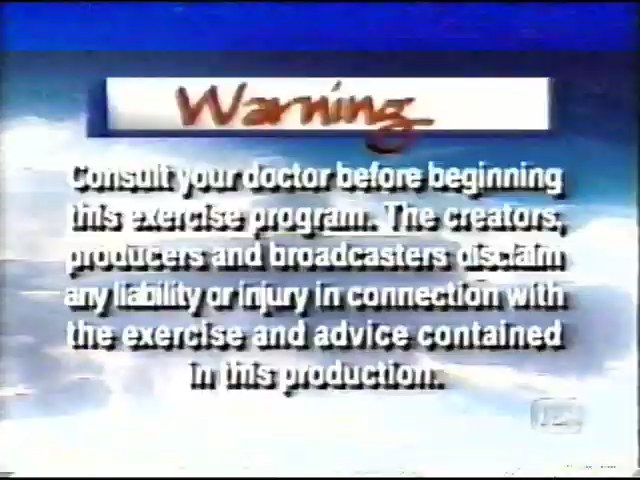 Warning
Consult your doctor before beginning
this exercise program. The creators,
producers and broadcasters disclaim
any liability or injury in connection with
the exercise and advice contained
in this production.